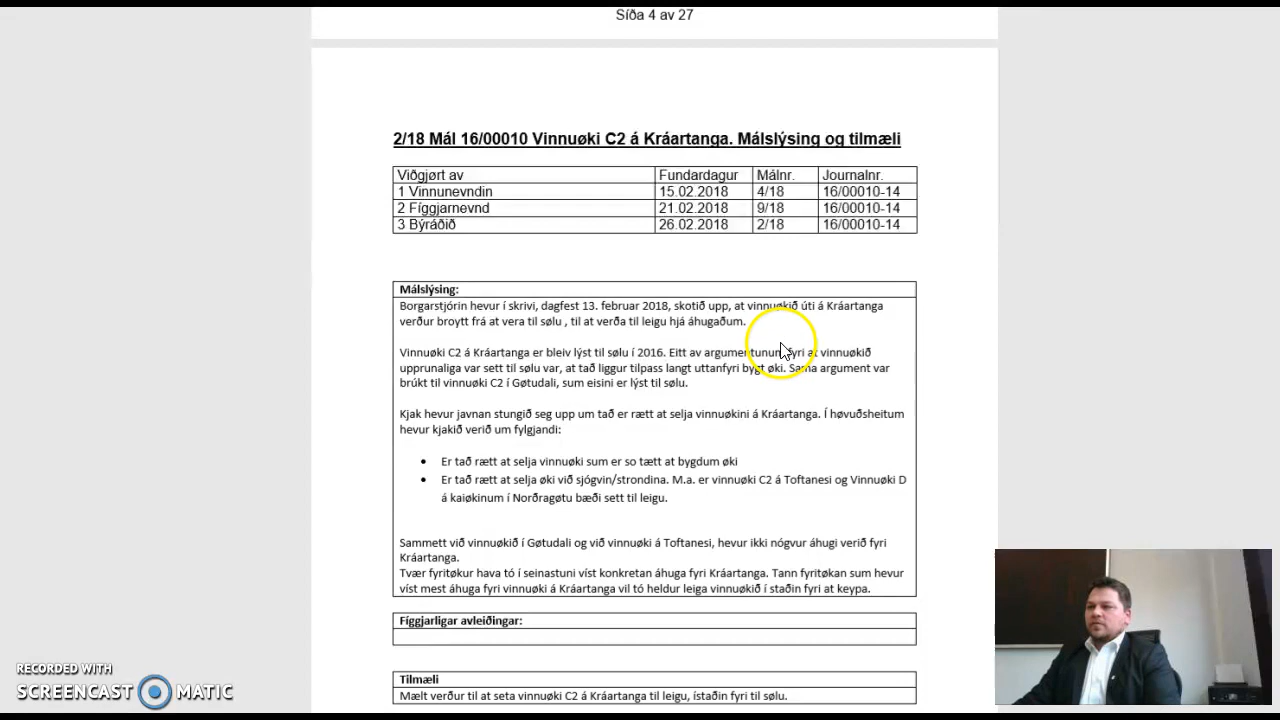 Síða 4 av 27
2/18 Mál 16/00010 Vinnuøki C2 á Kráartanga. Málslýsing og tilmæli
Viðgjørt av Fundardagur Málnr. Journalnr.
1 Vinnunevndin 15.02.2018 4/18 16/00010-14
2 Fíggjarnevnd 21.02.2018 9/18 16/00010-14
3 Býráðið 26.02.2018 2/18 16/00010-14
Málslýsing:
Borgarstjórin hevur í skrivi, dagfest 13. februar 2018, skotið upp, at vinnuøkið úti á Kráartanga
verður broytt frá at vera til sølu , til at verða til leigu hjá áhugaðum.
Vinnuøki C2 á Kráartanga er bleiv lýst til sølu í 2016. Eitt av argumentunum fyri at vinnuøkið
upprunaliga var sett til sølu var, at tað liggur tilpass langt uttanfyri bygt øki. Sama argument var
brúkt til vinnuøki C2 í Gøtudali, sum eisini er lýst til sølu.
Kjak hevur javnan stungið seg upp um tað er rætt at selja vinnuøkini á Kráartanga. Í høvuðsheitum
hevur kjakið verið um fylgjandi:
• Er tað rætt at selja vinnuøki sum er so tætt at bygdum øki
• Er tað rætt at selja øki við sjógvin/strondina. M.a. er vinnuøki C2 á Toftanesi og Vinnuøki D
á kaiøkinum í Norðragøtu bæði sett til leigu.
Sammett við vinnuøkið í Gøtudali og við vinnuøki á Toftanesi, hevur ikki nógvur áhugi verið fyri
Kráartanga.
Tvær fyritøkur hava tó í seinastuni víst konkretan áhuga fyri Kráartanga. Tann fyritøkan sum hevur
víst mest áhuga fyri vinnuøki á Kráartanga vil tó heldur leiga vinnuøkið í staðin fyri at keypa.
Fíggjarligar avleiðingar:
Tilmæli
Mælt verður til at seta vinnuøki C2 á Kráartanga til leigu, ístaðin fyri til sølu.
RECORDED WITH
SCREENCAST MATIC